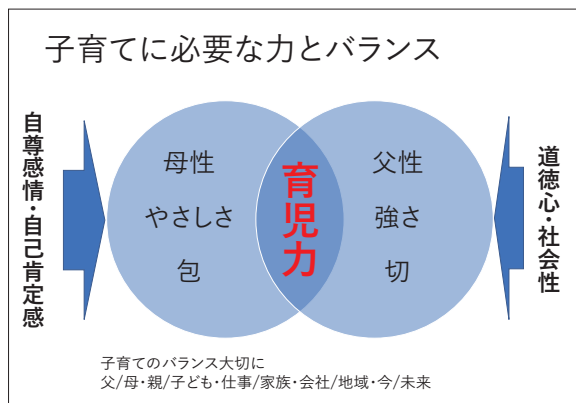 子育てに必要な力とバランス
自尊感情・自己肯定感
母性
やさしさ
包
育児力
父性
強さ
切
道徳心・社会性
子育てのバランス大切に
父/母・親/子ども・仕事/家族・会社/地域・今/未来